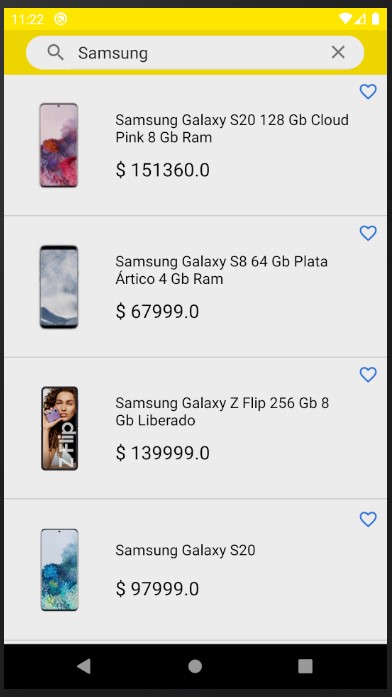 11:22
Samsung
Samsung Galaxy S20 128 Gb Cloud
Pink 8 Gb Ram
$ 151360.0
Samsung Galaxy S8 64 Gb Plata
Ártico 4 Gb Ram
$ 67999.0
Samsung Galaxy Z Flip 256 Gb 8
Gb Liberado
$ 139999.0
Z Flip
Samsung Galaxy S20
$ 97999.0